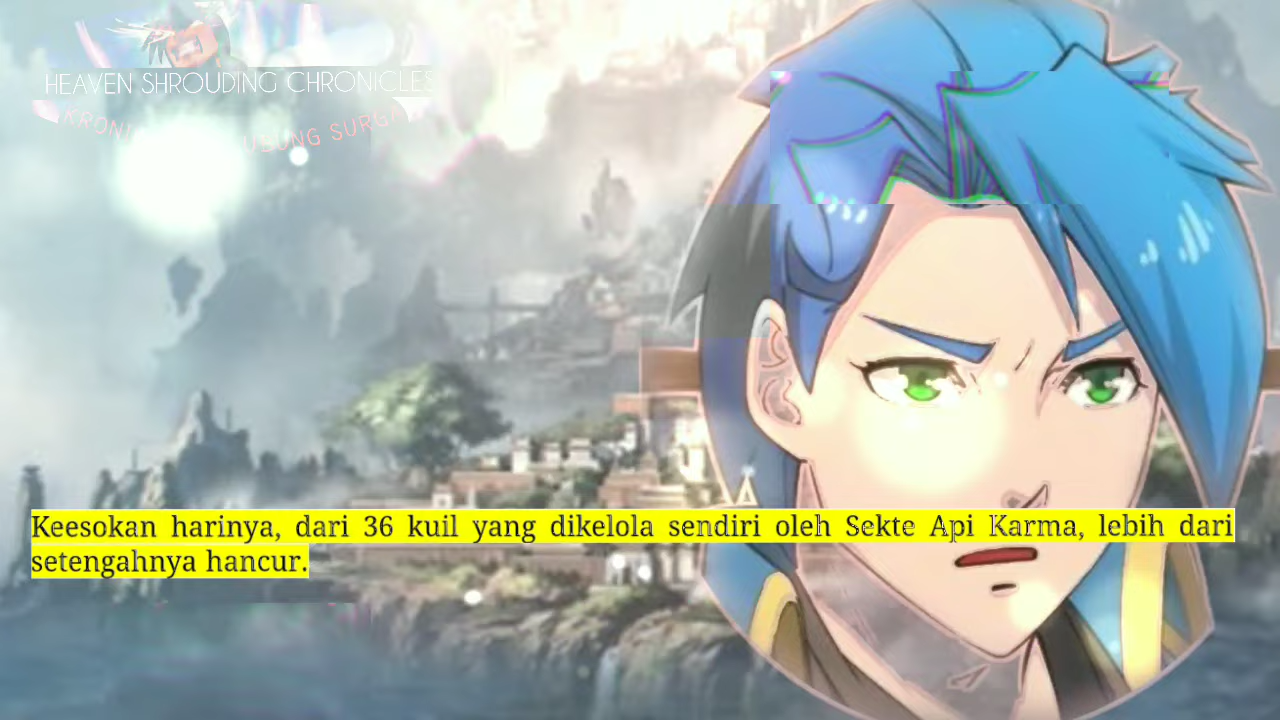 HEAVEN SHROUDING CHRONICLES
SURGA
Keesokan harinya, dari 36 kuil yang dikelola sendiri oleh Sekte Api Karma, lebih dari
setengahnya hancur.